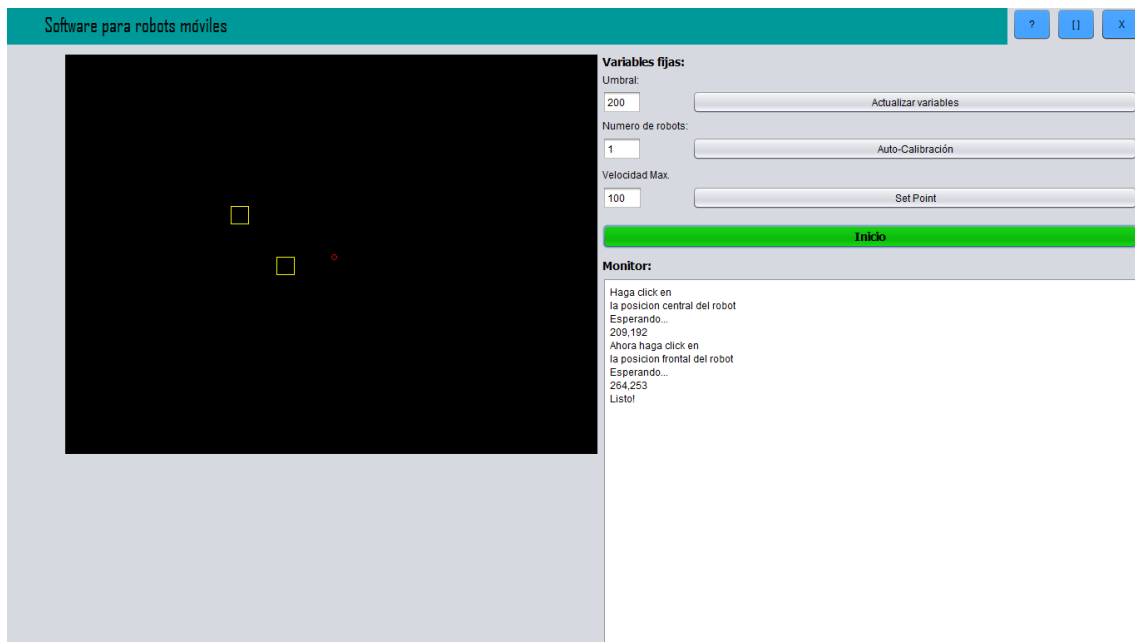 Software para robots móviles
?
[ ]
X
Variables fijas:
Umbral:
200
Actualizar variables
Numero de robots:
1
Auto-Calibración
Velocidad Max.
100
Set Point
Inicio
Monitor:
Haga click en
la posicion central del robot
Esperando...
209,192
Ahora haga click en
la posicion frontal del robot
Esperando...
264,253
Listo!